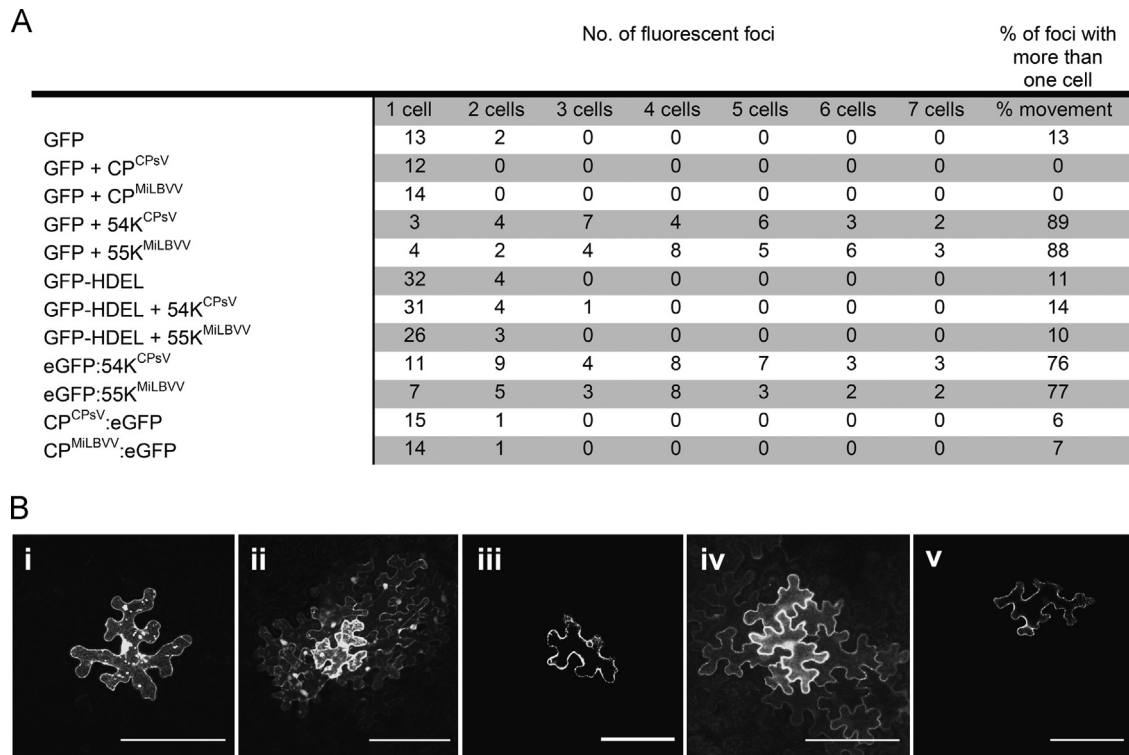 A
No. of fluorescent foci
% of foci with
more than
one cell
1 cell 2 cells 3 cells 4 cells 5 cells 6 cells 7 cells % movement
GFP 13 2 0 0 0 0 0 13
GFP + CP^CPsV 12 0 0 0 0 0 0 0
GFP + CP^MiLBVV 14 0 0 0 0 0 0 0
GFP + 54K^CPsV 3 4 7 4 6 3 2 89
GFP + 55K^MiLBVV 4 2 4 8 5 6 3 88
GFP-HDEL 32 4 0 0 0 0 0 11
GFP-HDEL + 54K^CPsV 31 4 1 0 0 0 0 14
GFP-HDEL + 55K^MiLBVV 26 3 0 0 0 0 0 10
eGFP:54K^CPsV 11 9 4 8 7 3 3 76
eGFP:55K^MiLBVV 7 5 3 8 3 2 2 77
CP^CPsV:eGFP 15 1 0 0 0 0 0 6
CP^MiLBVV:eGFP 14 1 0 0 0 0 0 7
B
i ii iii iv v